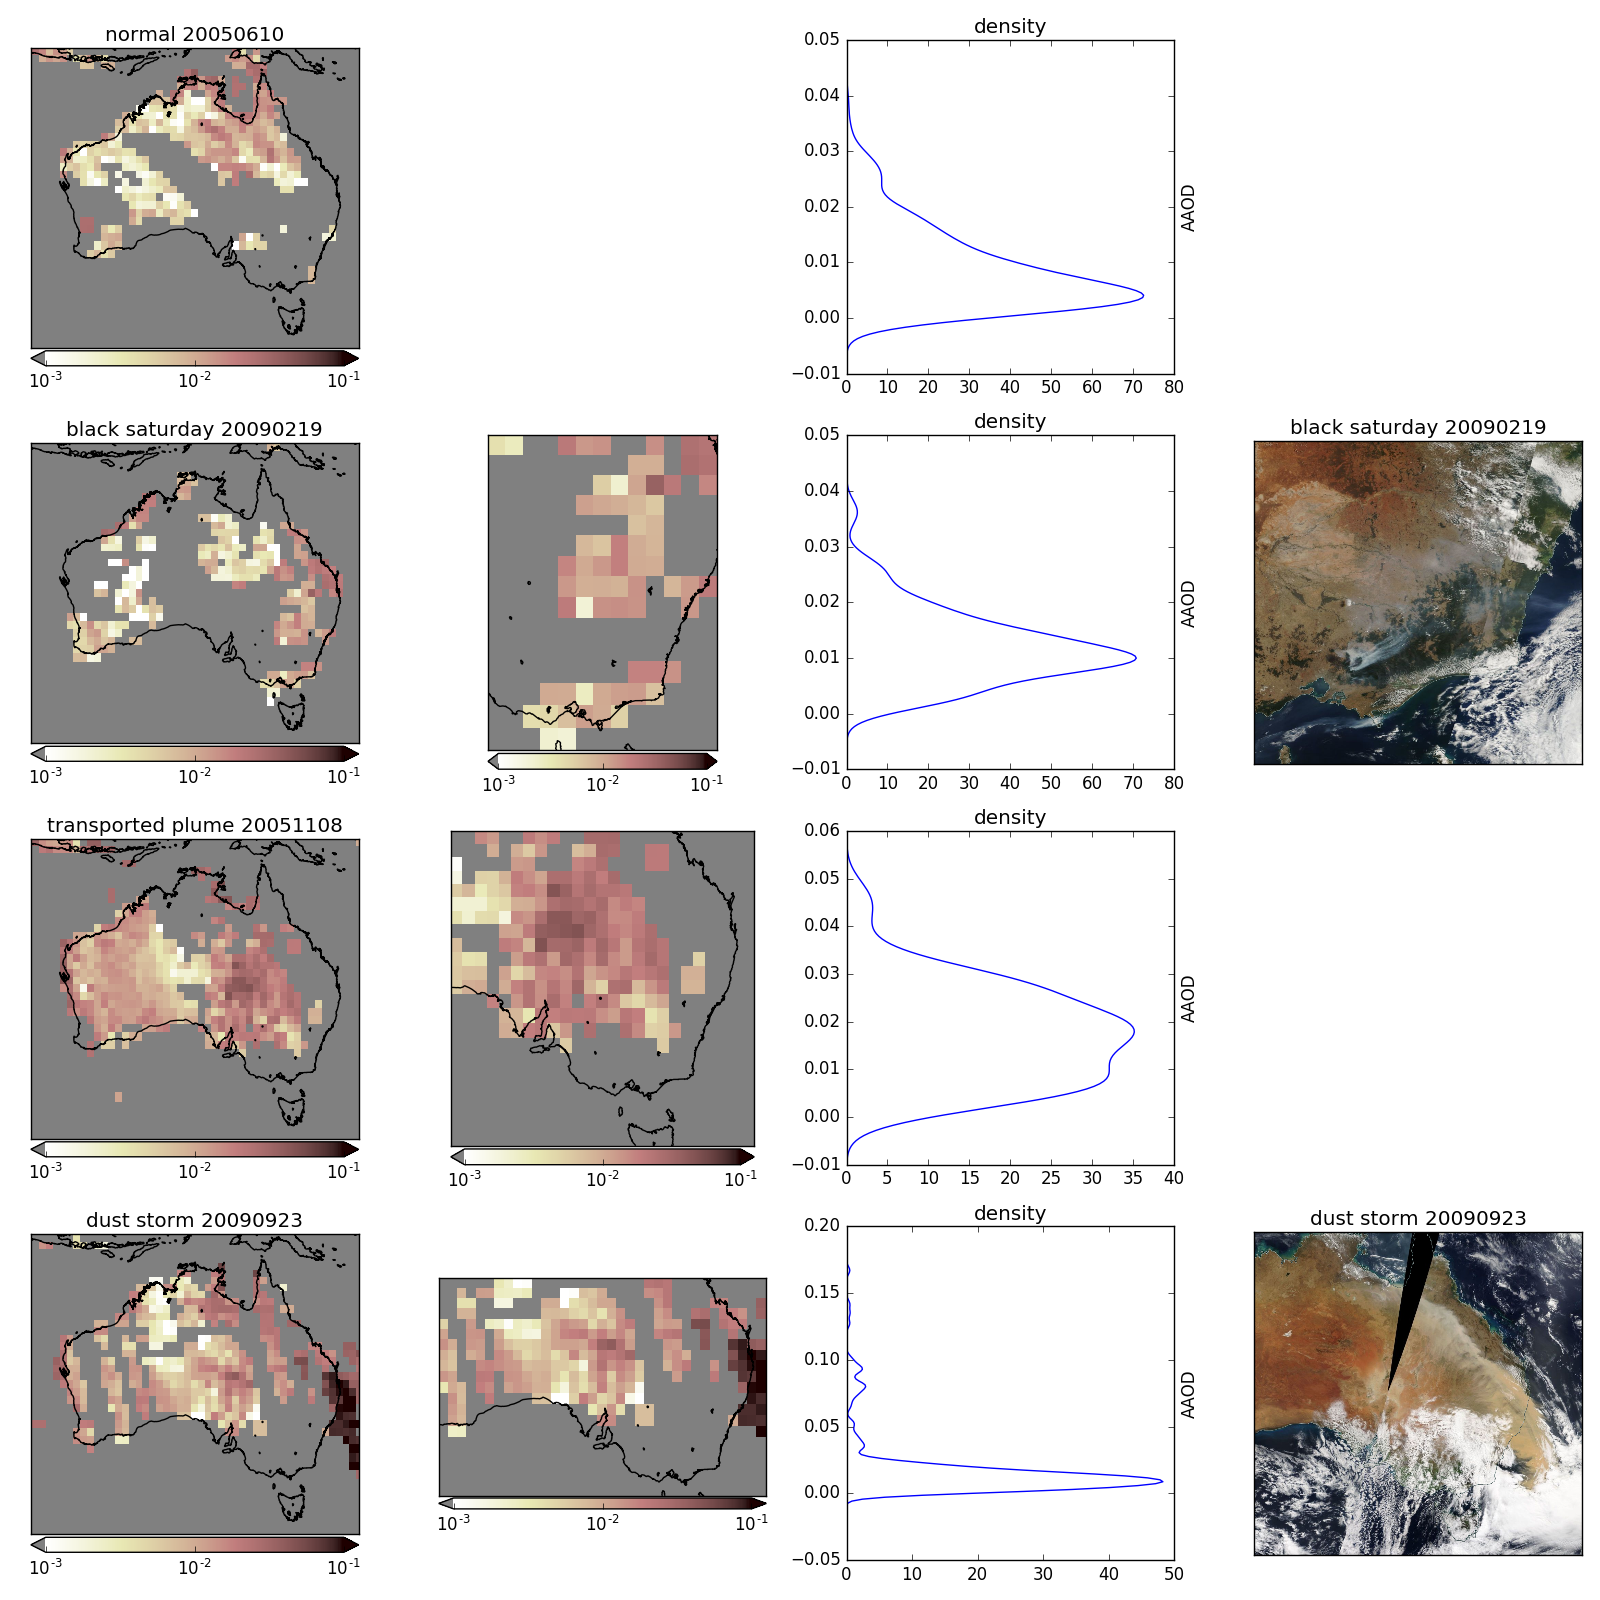 normal 20050610
10-3 10-2 10-1
density
0.05
0.04
0.03
0.02
0.01
0.00
−0.01
0 10 20 30 40 50 60 70 80
AAOD
black saturday 20090219
10-3 10-2 10-1
10-3 10-2 10-1
density
0.05
0.04
0.03
0.02
0.01
0.00
−0.01
0 10 20 30 40 50 60 70 80
AAOD
black saturday 20090219
transported plume 20051108
10-3 10-2 10-1
10-3 10-2 10-1
density
0.06
0.05
0.04
0.03
0.02
0.01
0.00
−0.01
0 5 10 15 20 25 30 35 40
AAOD
dust storm 20090923
10-3 10-2 10-1
10-3 10-2 10-1
density
0.20
0.15
0.10
0.05
0.00
−0.05
0 10 20 30 40 50
AAOD
dust storm 20090923